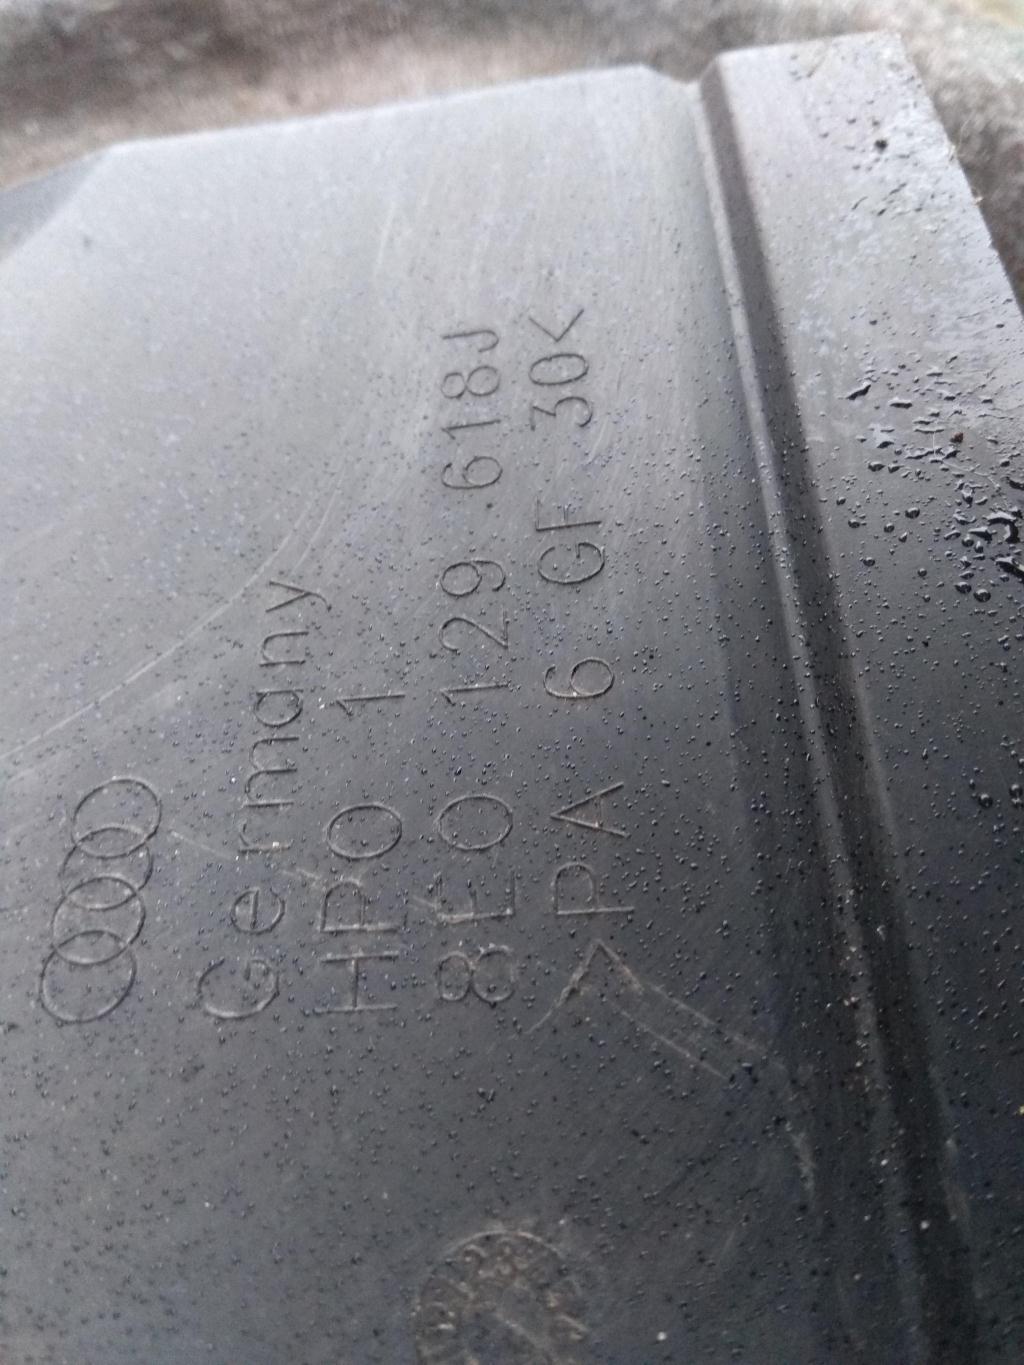 Germany
HPO 1
8E0 129 618J
>PA 6 GF 30<